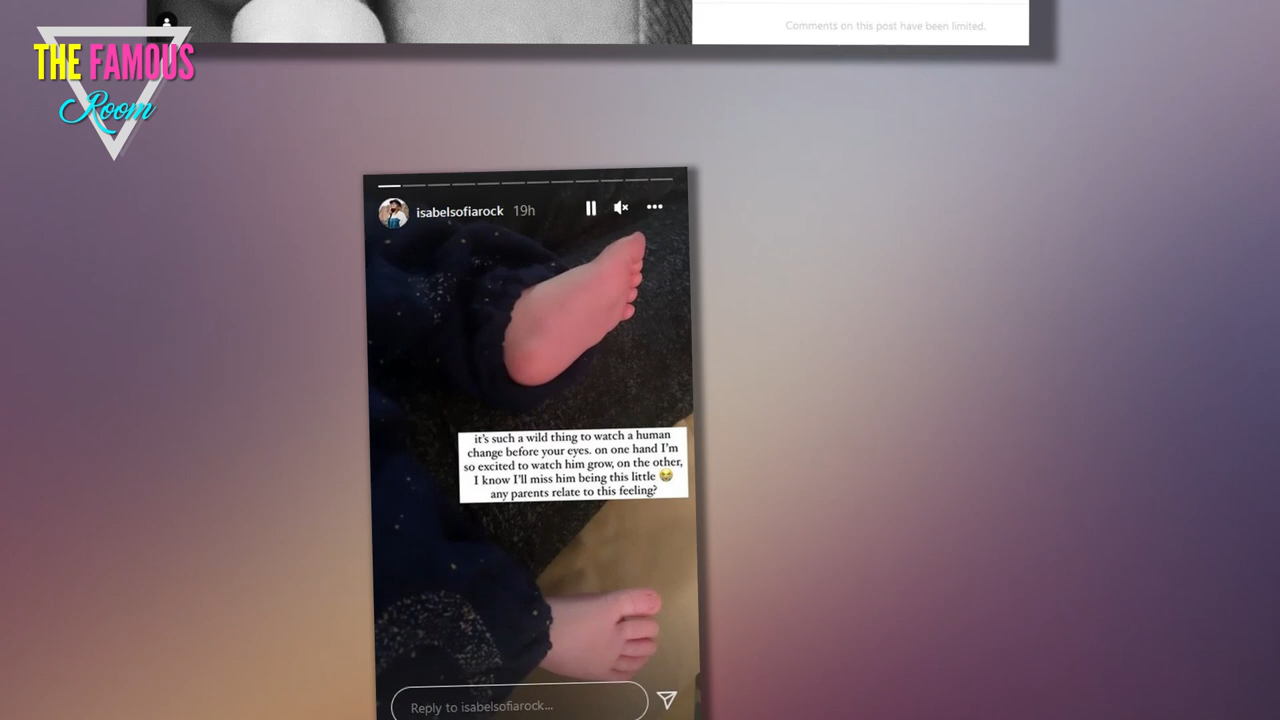 Comments on this post have been limited.
THE FAMOUS
Room
isabelsofiarock 19h
it's such a wild thing to watch a human
change before your eyes. on one hand I'm
so excited to watch him grow, on the other,
I know I'll miss him being this little 😭
any parents relate to this feeling?
Reply to isabelsofiarock...